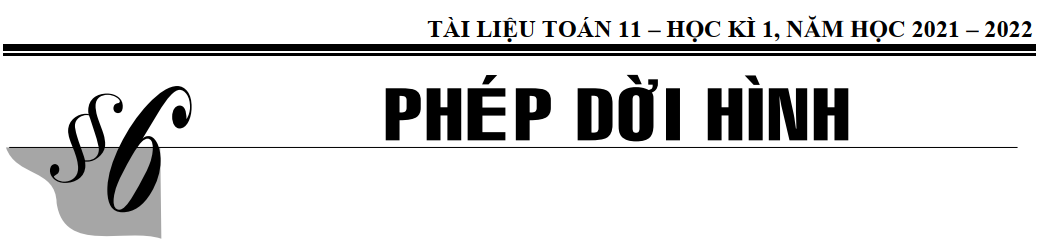 TÀI LIỆU TOÁN 11 – HỌC KÌ 1, NĂM HỌC 2021 – 2022
§6
PHÉP DỜI HÌNH